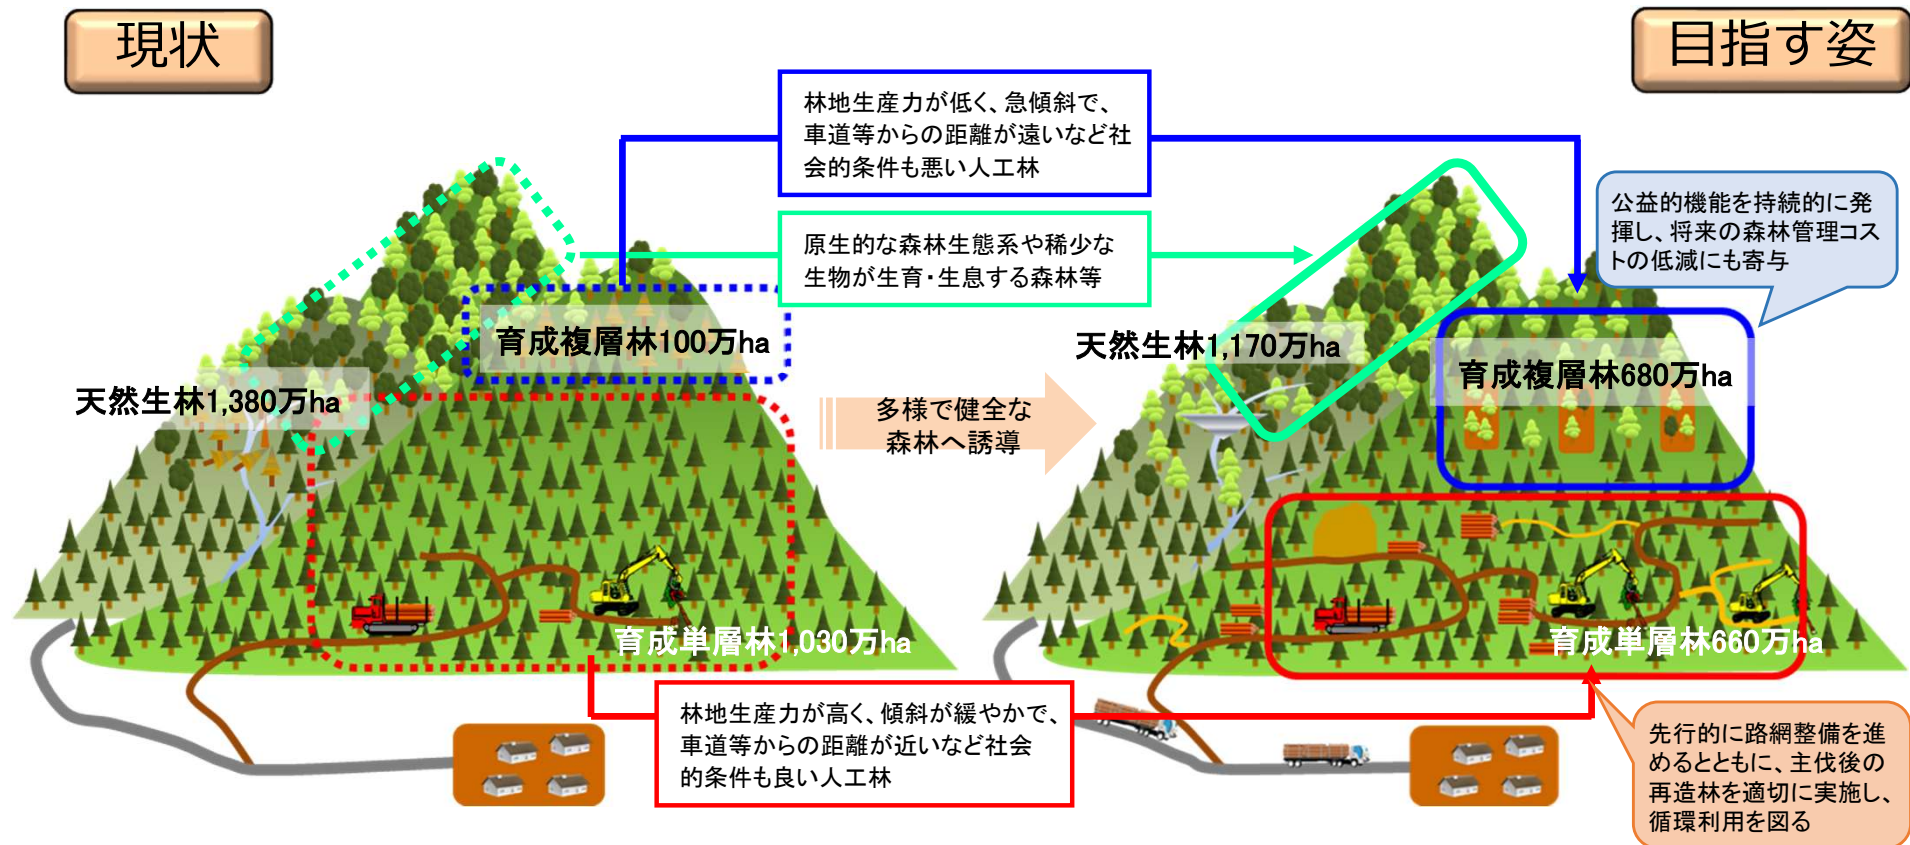 現状
目指す姿
林地生産力が低く、急傾斜で、
車道等からの距離が遠いなど社
会的条件も悪い人工林
原生的な森林生態系や稀少な
生物が生育・生息する森林等
公益的機能を持続的に発
揮し、将来の森林管理コス
トの低減にも寄与
育成複層林100万ha
天然生林1,380万ha
多様で健全な
森林へ誘導
天然生林1,170万ha
育成複層林680万ha
育成単層林1,030万ha
育成単層林660万ha
林地生産力が高く、傾斜が緩やかで、
車道等からの距離が近いなど社会
的条件も良い人工林
先行的に路網整備を進
めるとともに、主伐後の
再造林を適切に実施し、
循環利用を図る